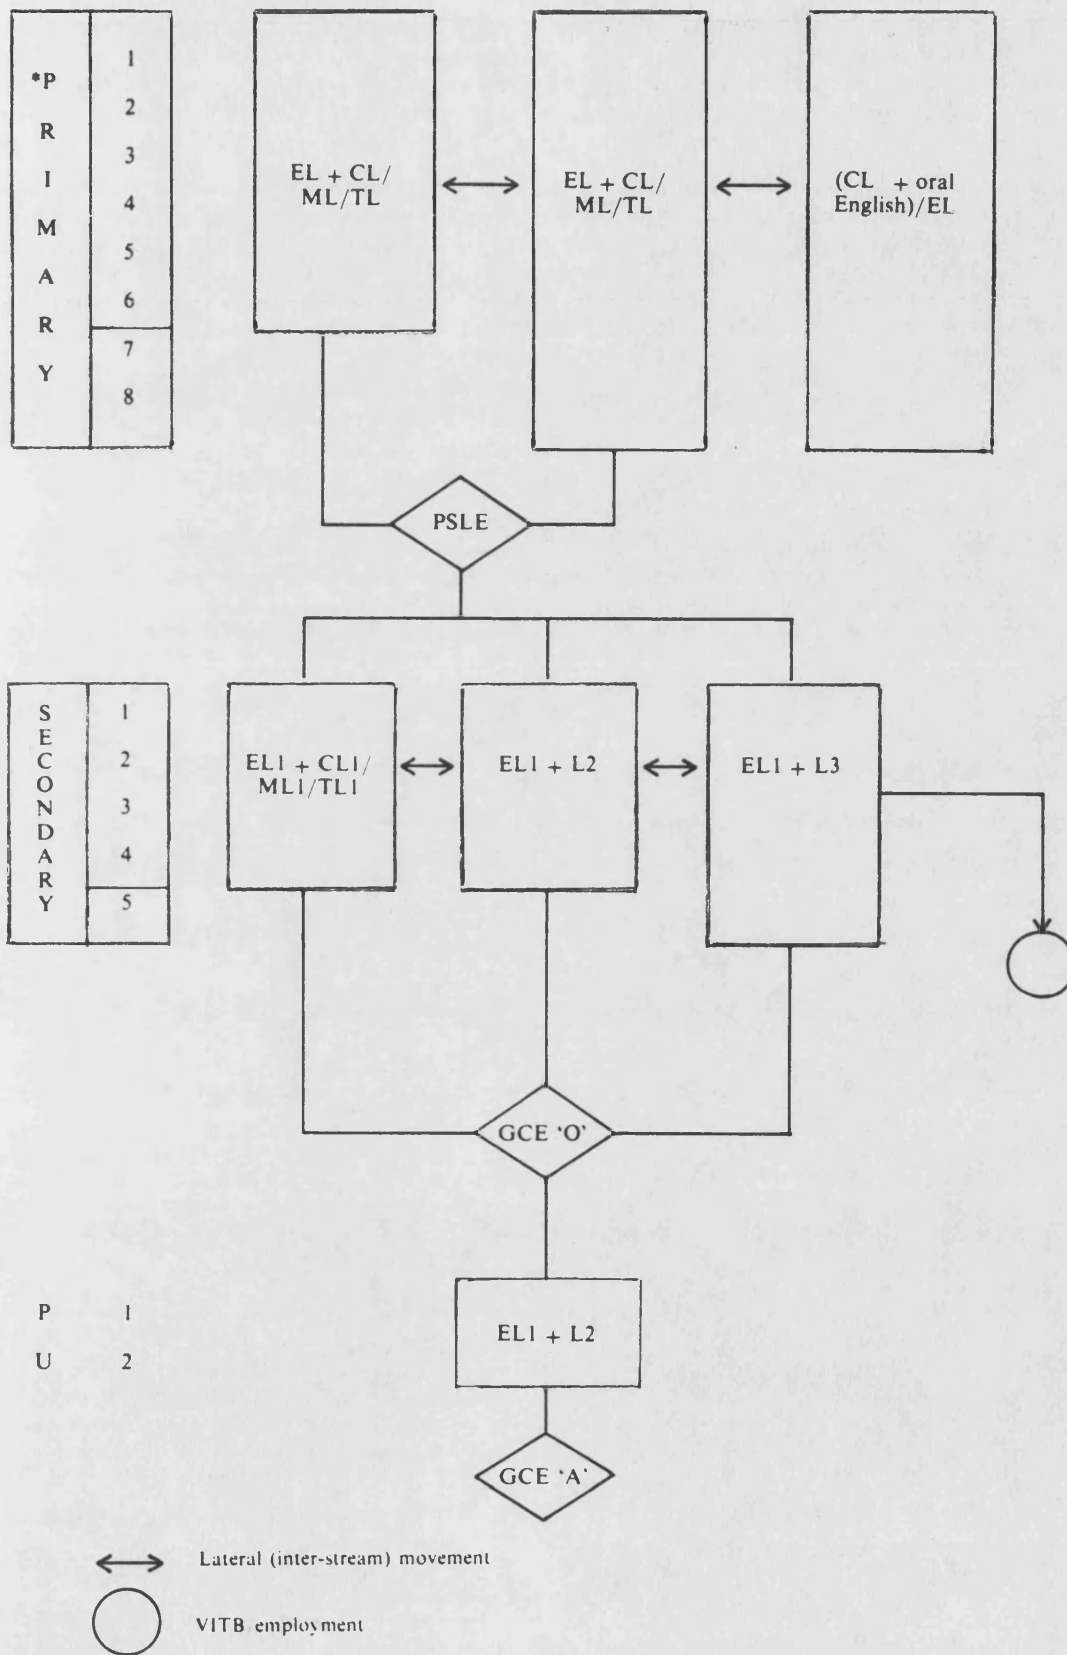 *PRIMARY
1
2
3
4
5
6
7
8
EL + CL/
ML/TL
EL + CL/
ML/TL
(CL + oral
English)/EL
PSLE
SECONDARY
1
2
3
4
5
EL1 + CL1/
ML1/TL1
EL1 + L2
EL1 + L3
GCE ‘O’
P 1
U 2
EL1 + L2
GCE ‘A’
Lateral (inter-stream) movement
VITB employment